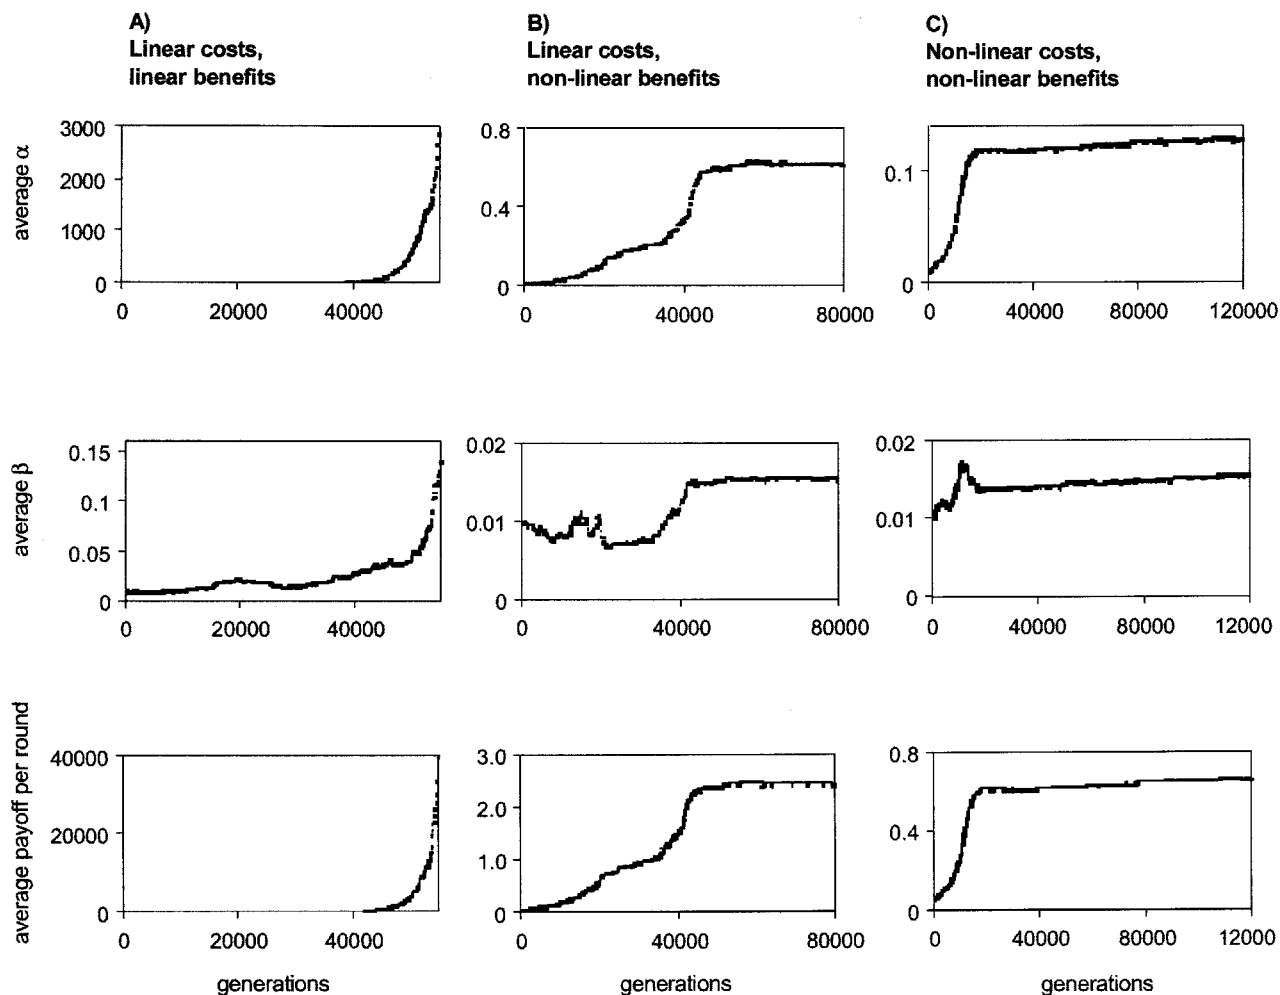 A)
Linear costs,
linear benefits
B)
Linear costs,
non-linear benefits
C)
Non-linear costs,
non-linear benefits
average α
3000
2000
1000
0
0 20000 40000
0.8
0.4
0
0 40000 80000
0.1
0
0 40000 80000 120000
average β
0.15
0.1
0.05
0
0 20000 40000
0.02
0.01
0
0 40000 80000
0.02
0.01
0
0 40000 80000 12000
average payoff per round
40000
20000
0
0 20000 40000
3.0
2.0
1.0
0
0 40000 80000
0.8
0.4
0
0 40000 80000 12000
generations generations generations